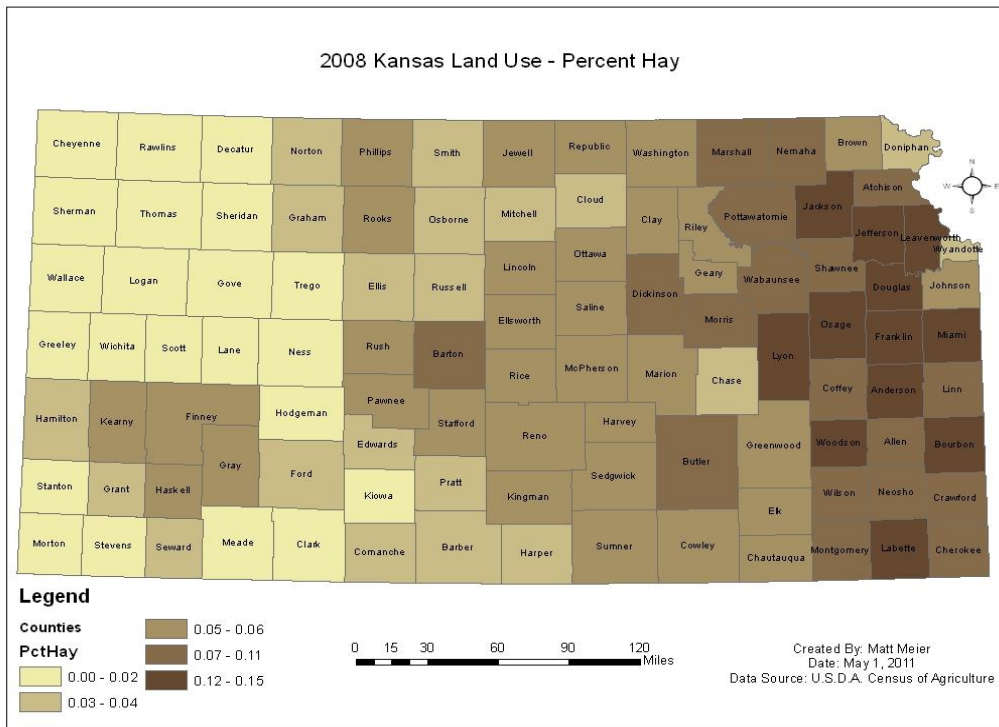 2008 Kansas Land Use - Percent Hay
Cheyenne Rawlins Decatur Norton Phillips Smith Jewell Republic Washington Marshall Nemaha Brown Doniphan
Atchison
N
W E
S
Sherman Thomas Sheridan Graham Rooks Osborne Mitchell Cloud Clay Riley Pottawatomie Jackson Jefferson Leavenworth
Wyandotte
Wallace Logan Gove Trego Ellis Russell Lincoln Ottawa Dickinson Geary Wabaunsee Shawnee Douglas Johnson
Ellsworth Saline Morris Osage Franklin Miami
Greeley Wichita Scott Lane Ness Rush Barton Rice McPherson Marion Chase Lyon Coffey Anderson Linn
Hamilton Kearny Finney Hodgeman Pawnee Stafford Reno Harvey Greenwood Woodson Allen Bourbon
Edwards
Gray Ford Sedgwick Butler
Stanton Grant Haskell Kiowa Pratt Kingman Elk Wilson Neosho Crawford
Morton Stevens Seward Meade Clark Comanche Barber Harper Sumner Cowley Chautauqua Montgomery Labette Cherokee
Legend
Counties
PctHay
0.00 - 0.02
0.03 - 0.04
0.05 - 0.06
0.07 - 0.11
0.12 - 0.15
0 15 30 60 90 120
Miles
Created By: Matt Meier
Date: May 1, 2011
Data Source: U.S.D.A. Census of Agriculture